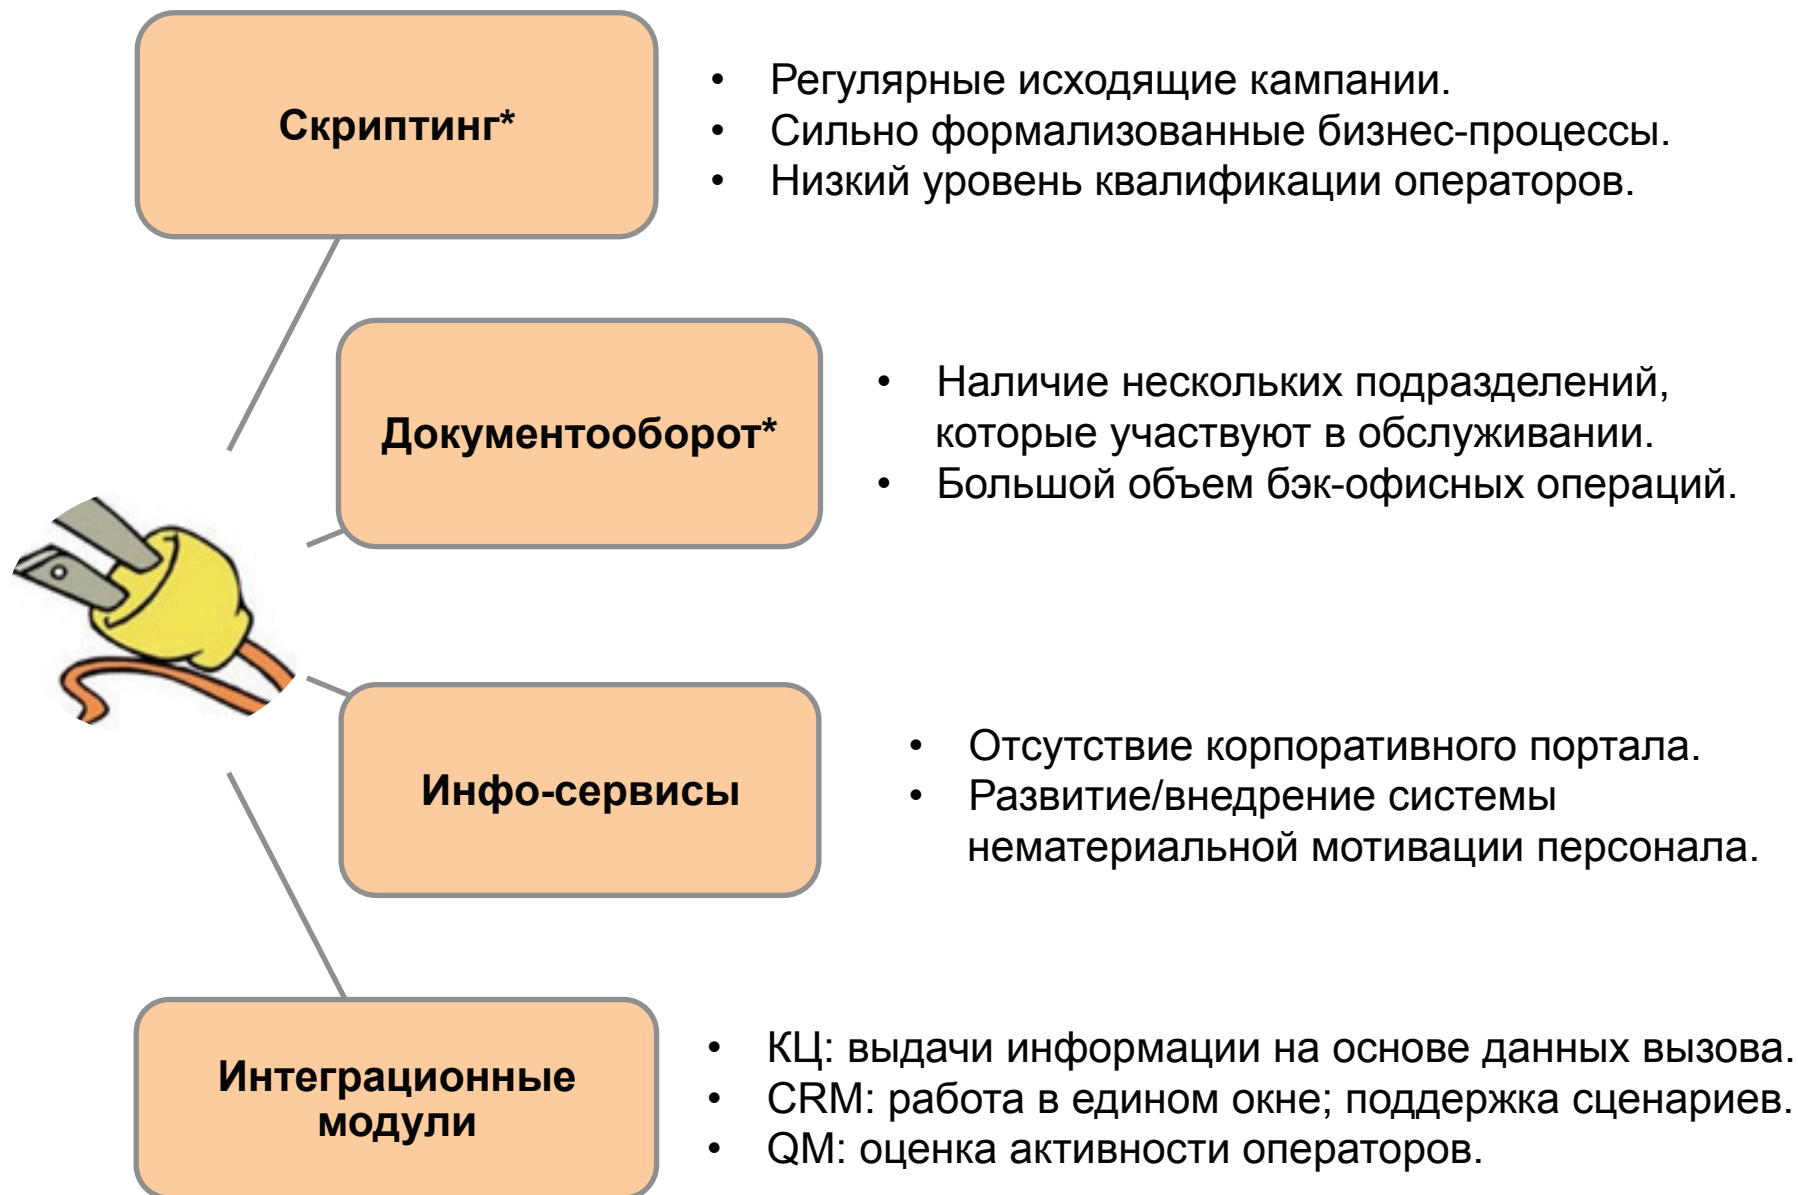 Скриптинг*
• Регулярные исходящие кампании.
• Сильно формализованные бизнес-процессы.
• Низкий уровень квалификации операторов.
Документооборот*
• Наличие нескольких подразделений,
которые участвуют в обслуживании.
• Большой объем бэк-офисных операций.
Инфо-сервисы
• Отсутствие корпоративного портала.
• Развитие/внедрение системы
нематериальной мотивации персонала.
Интеграционные
модули
• КЦ: выдачи информации на основе данных вызова.
• CRM: работа в едином окне; поддержка сценариев.
• QM: оценка активности операторов.